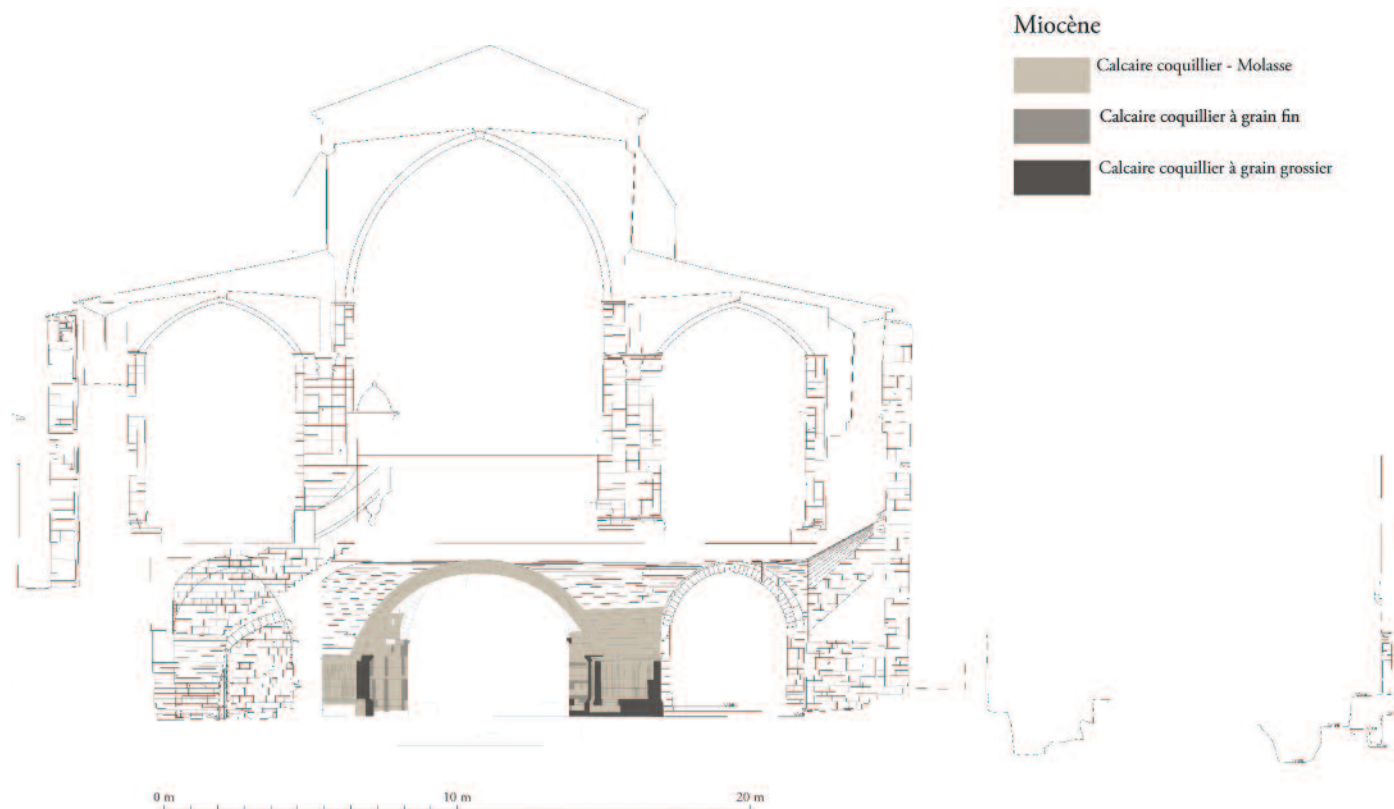 Miocène
Calcaire coquillier - Molasse
Calcaire coquillier à grain fin
Calcaire coquillier à grain grossier
0 m 10 m 20 m